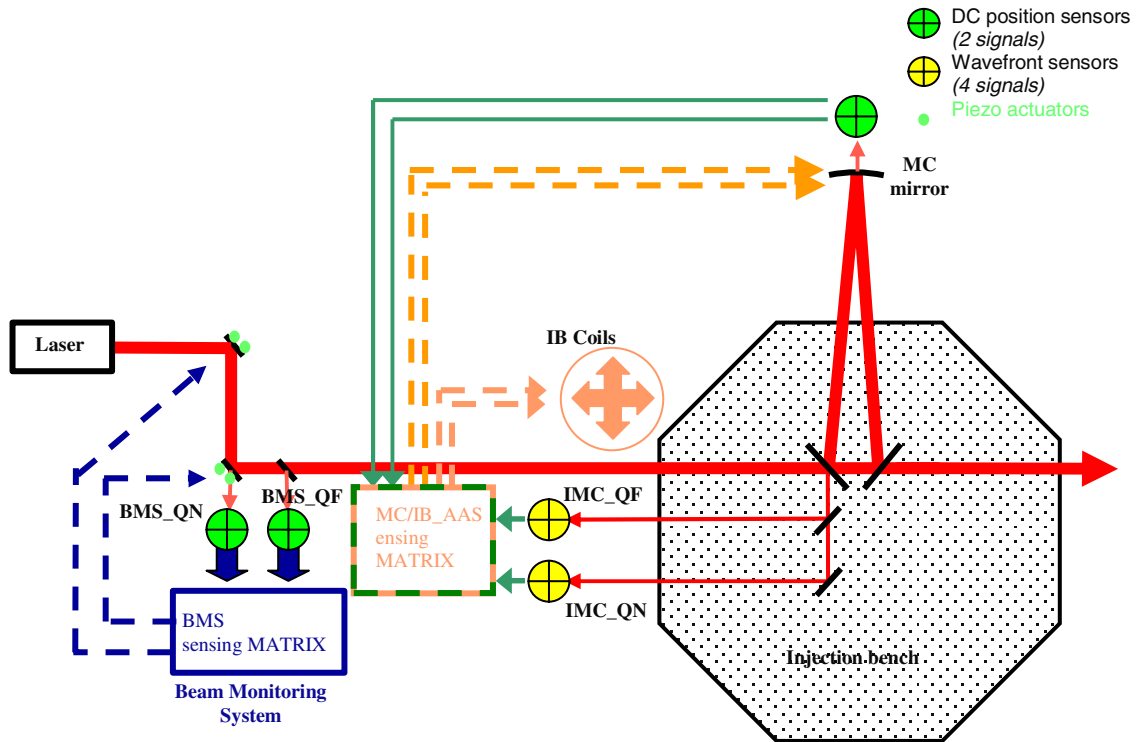 DC position sensors
(2 signals)
Wavefront sensors
(4 signals)
Piezo actuators
MC
mirror
Laser
IB Coils
BMS_QN
BMS_QF
MC/IB_AAS
ensing
MATRIX
IMC_QF
IMC_QN
BMS
sensing MATRIX
Injection bench
Beam Monitoring
System